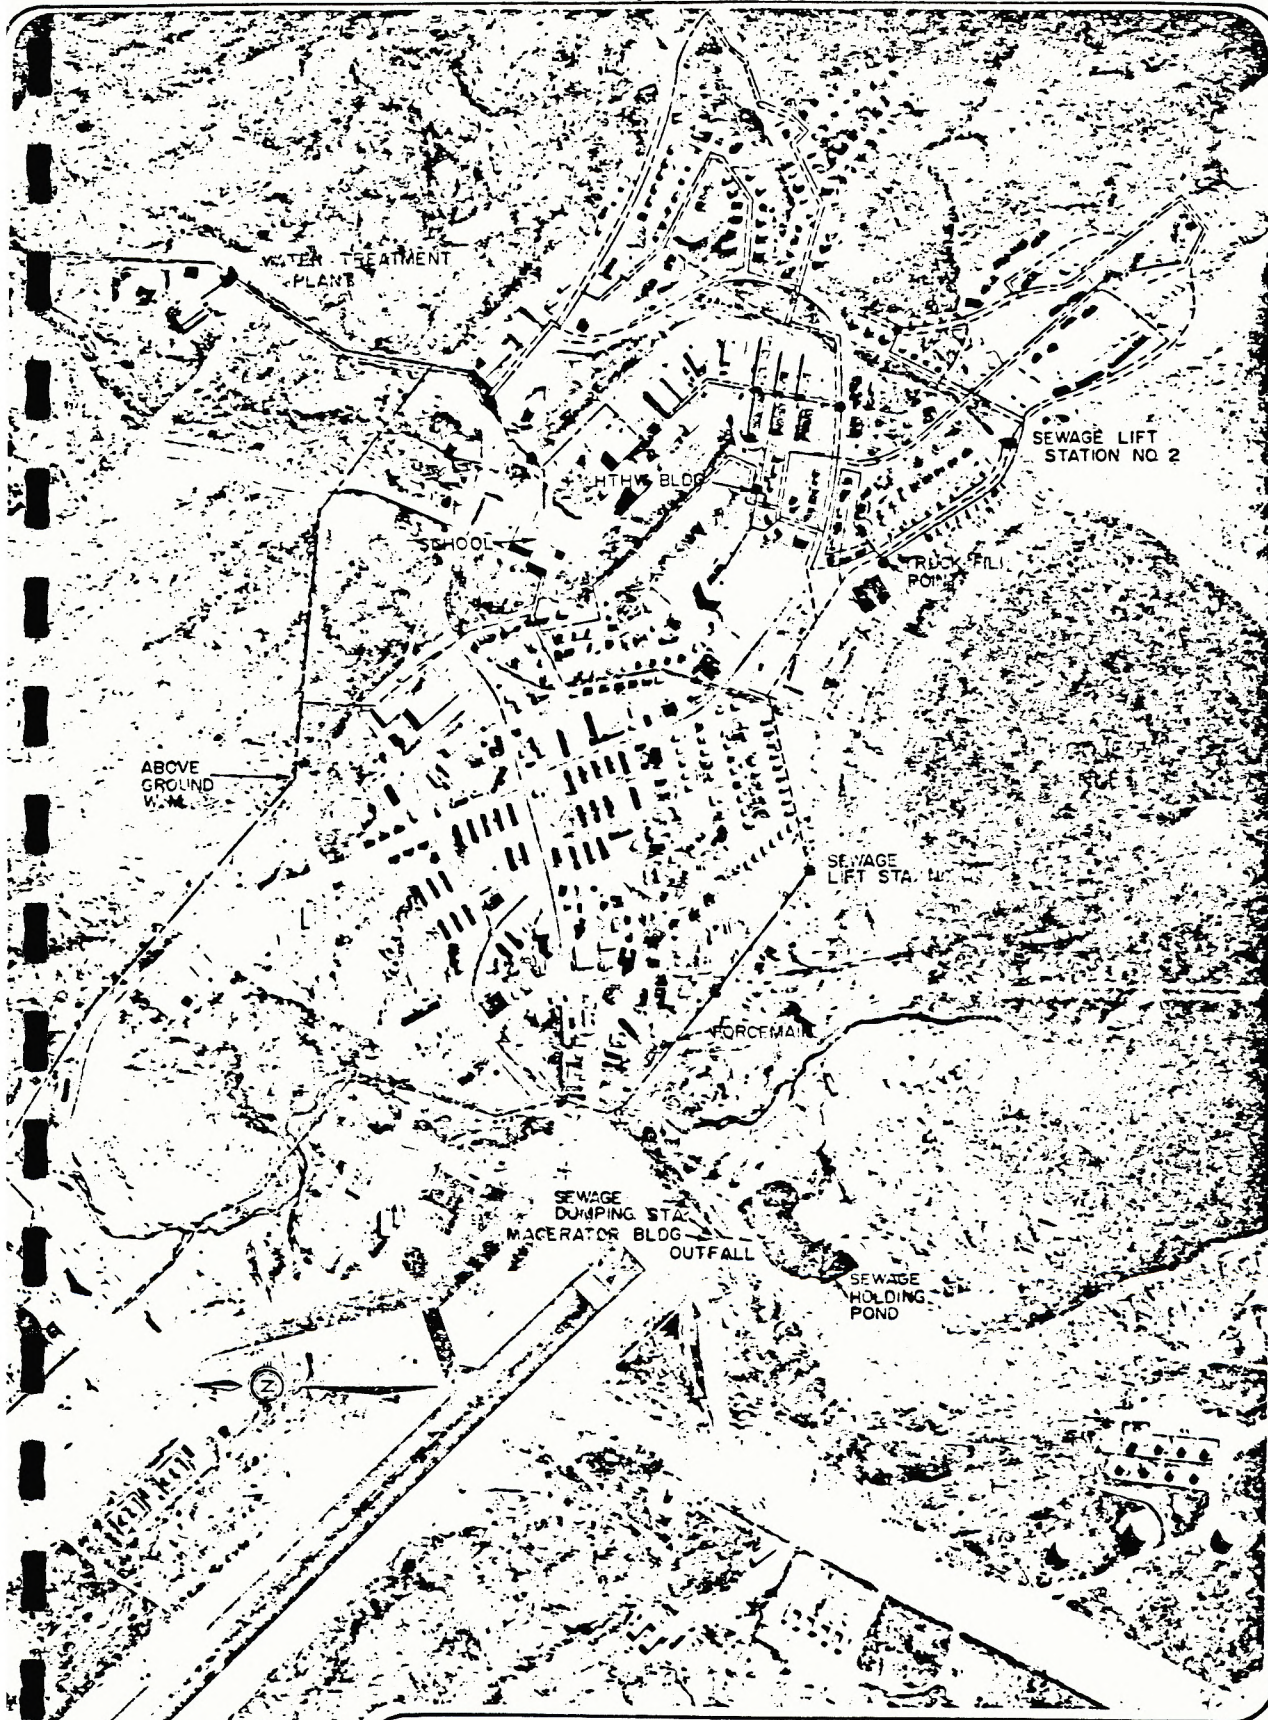 WATER TREATMENT
PLANT
SEWAGE LIFT
STATION NO. 2
HTHW BLDG
SCHOOL
TRUCK FILL
POINT
ABOVE
GROUND
W.M.
SEWAGE
LIFT STA.
FORCEMAIN
SEWAGE
DUMPING STA.
MACERATOR BLDG
OUTFALL
SEWAGE
HOLDING
POND
N